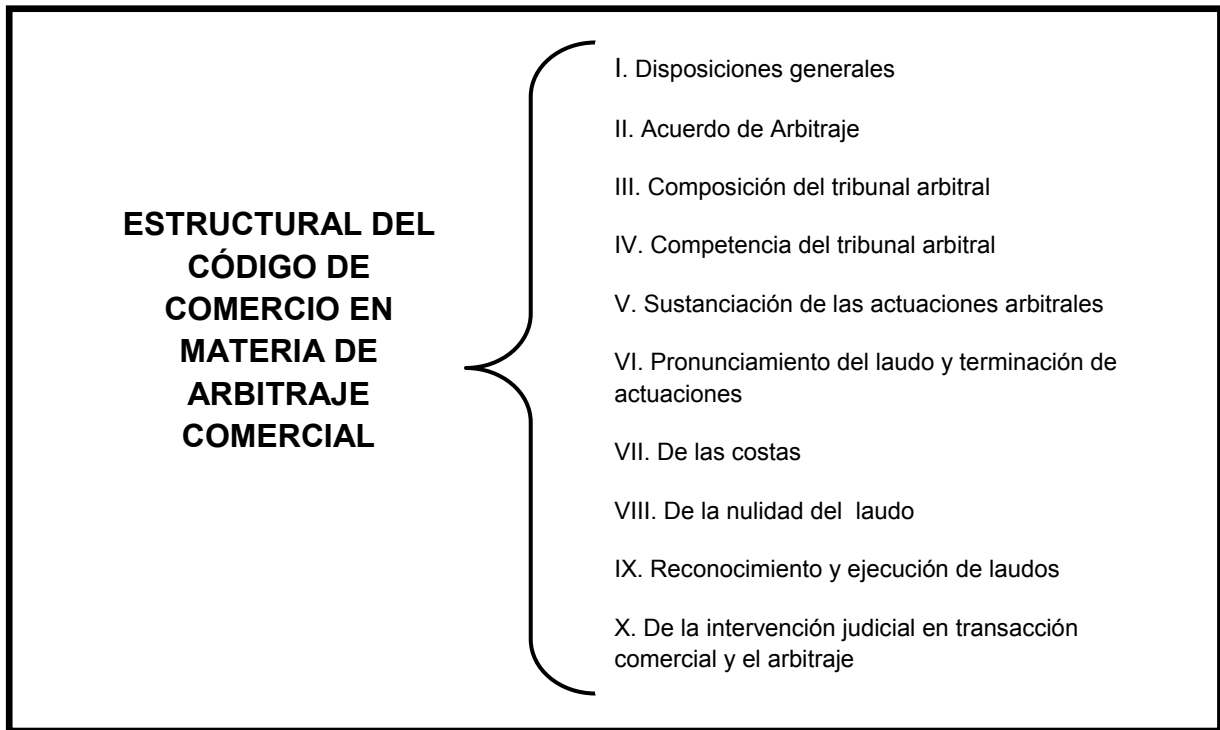 ESTRUCTURAL DEL
CÓDIGO DE
COMERCIO EN
MATERIA DE
ARBITRAJE
COMERCIAL
I. Disposiciones generales
II. Acuerdo de Arbitraje
III. Composición del tribunal arbitral
IV. Competencia del tribunal arbitral
V. Sustanciación de las actuaciones arbitrales
VI. Pronunciamiento del laudo y terminación de
actuaciones
VII. De las costas
VIII. De la nulidad del  laudo
IX. Reconocimiento y ejecución de laudos
X. De la intervención judicial en transacción
comercial y el arbitraje